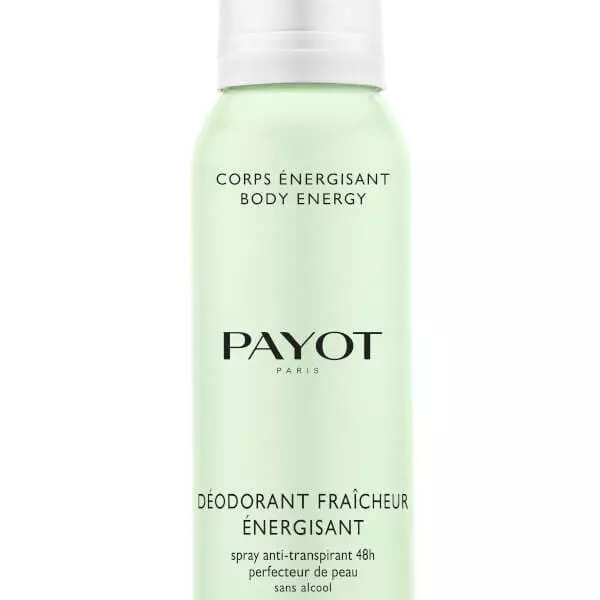 CORPS ÉNERGISANT
BODY ENERGY
PAYOT
PARIS
DÉODORANT FRAÎCHEUR
ÉNERGISANT
spray anti-transpirant 48h
perfecteur de peau
sans alcool